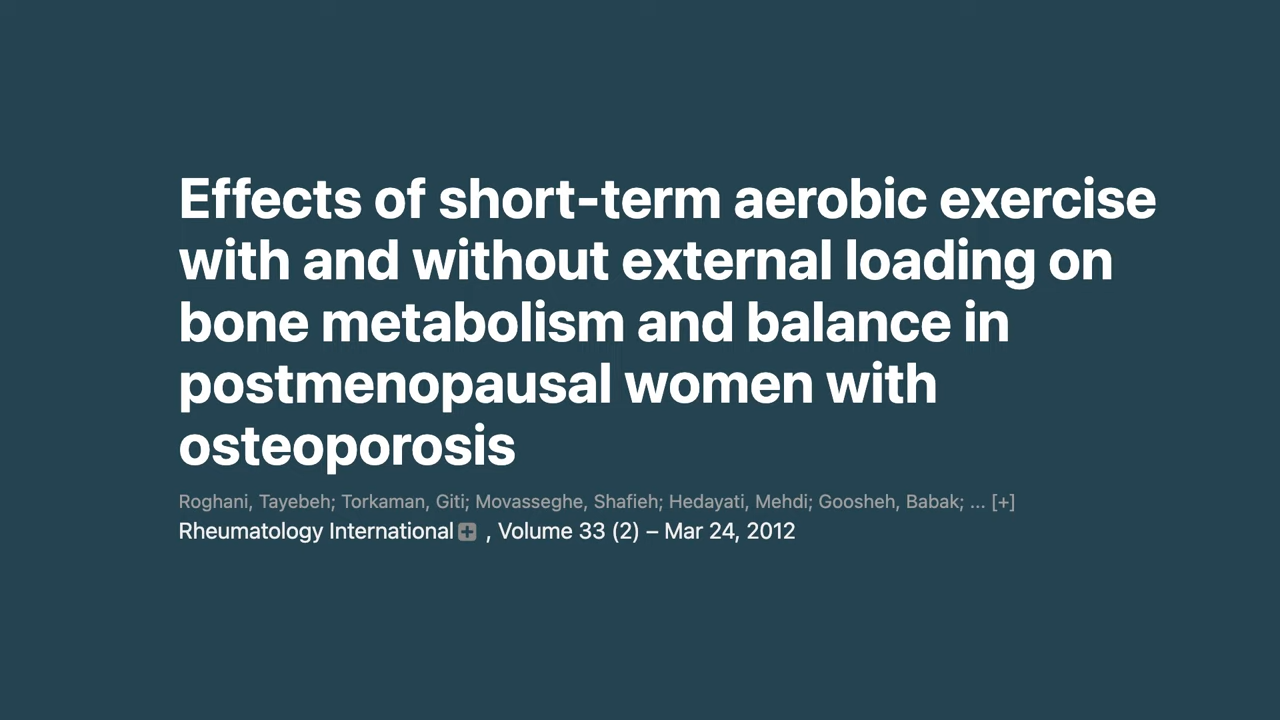 Effects of short-term aerobic exercise
with and without external loading on
bone metabolism and balance in
postmenopausal women with
osteoporosis
Roghani, Tayebeh; Torkaman, Giti; Movasseghe, Shafieh; Hedayati, Mehdi; Goosheh, Babak; ... [+]
Rheumatology International + , Volume 33 (2) – Mar 24, 2012